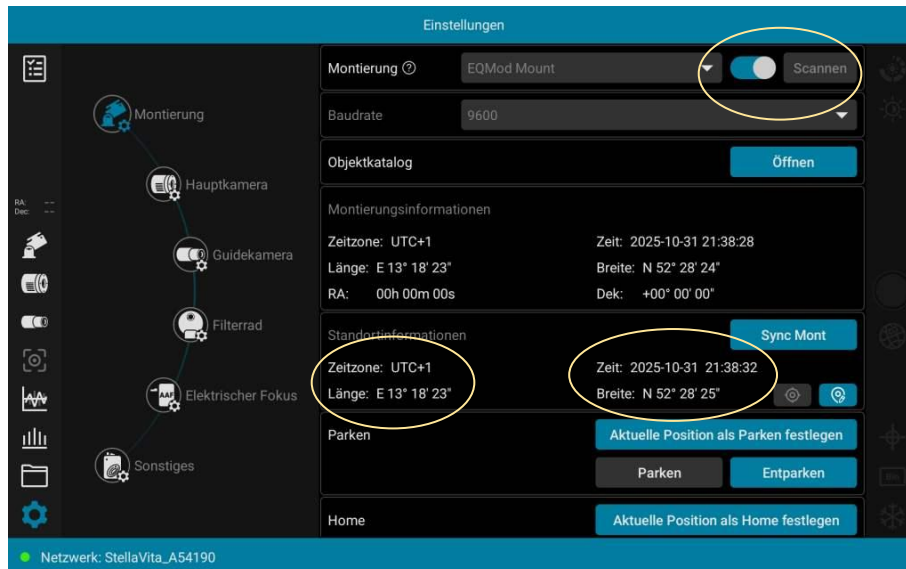 Einstellungen
Montierung ? EQMod Mount Scannen
Montierung
Baudrate 9600
Objektkatalog Öffnen
Hauptkamera
RA: --
Dec: --
Montierungsinformationen
Zeitzone: UTC+1 Zeit: 2025-10-31 21:38:28
Guidekamera
Länge: E 13° 18' 23" Breite: N 52° 28' 24"
RA: 00h 00m 00s Dek: +00° 00' 00"
Filterrad
Standortinformationen Sync Mont
Zeitzone: UTC+1 Zeit: 2025-10-31 21:38:32
Länge: E 13° 18' 23" Breite: N 52° 28' 25"
AAF Elektrischer Fokus
Parken Aktuelle Position als Parken festlegen
Sonstiges
Parken Entparken
Home Aktuelle Position als Home festlegen
Netzwerk: StellaVita_A54190